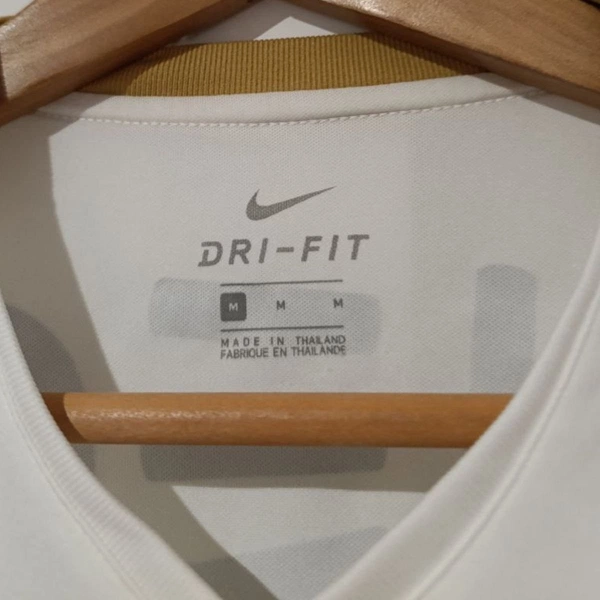 DRI-FIT
M M M
MADE IN THAILAND
FABRIQUE EN THAILANDE